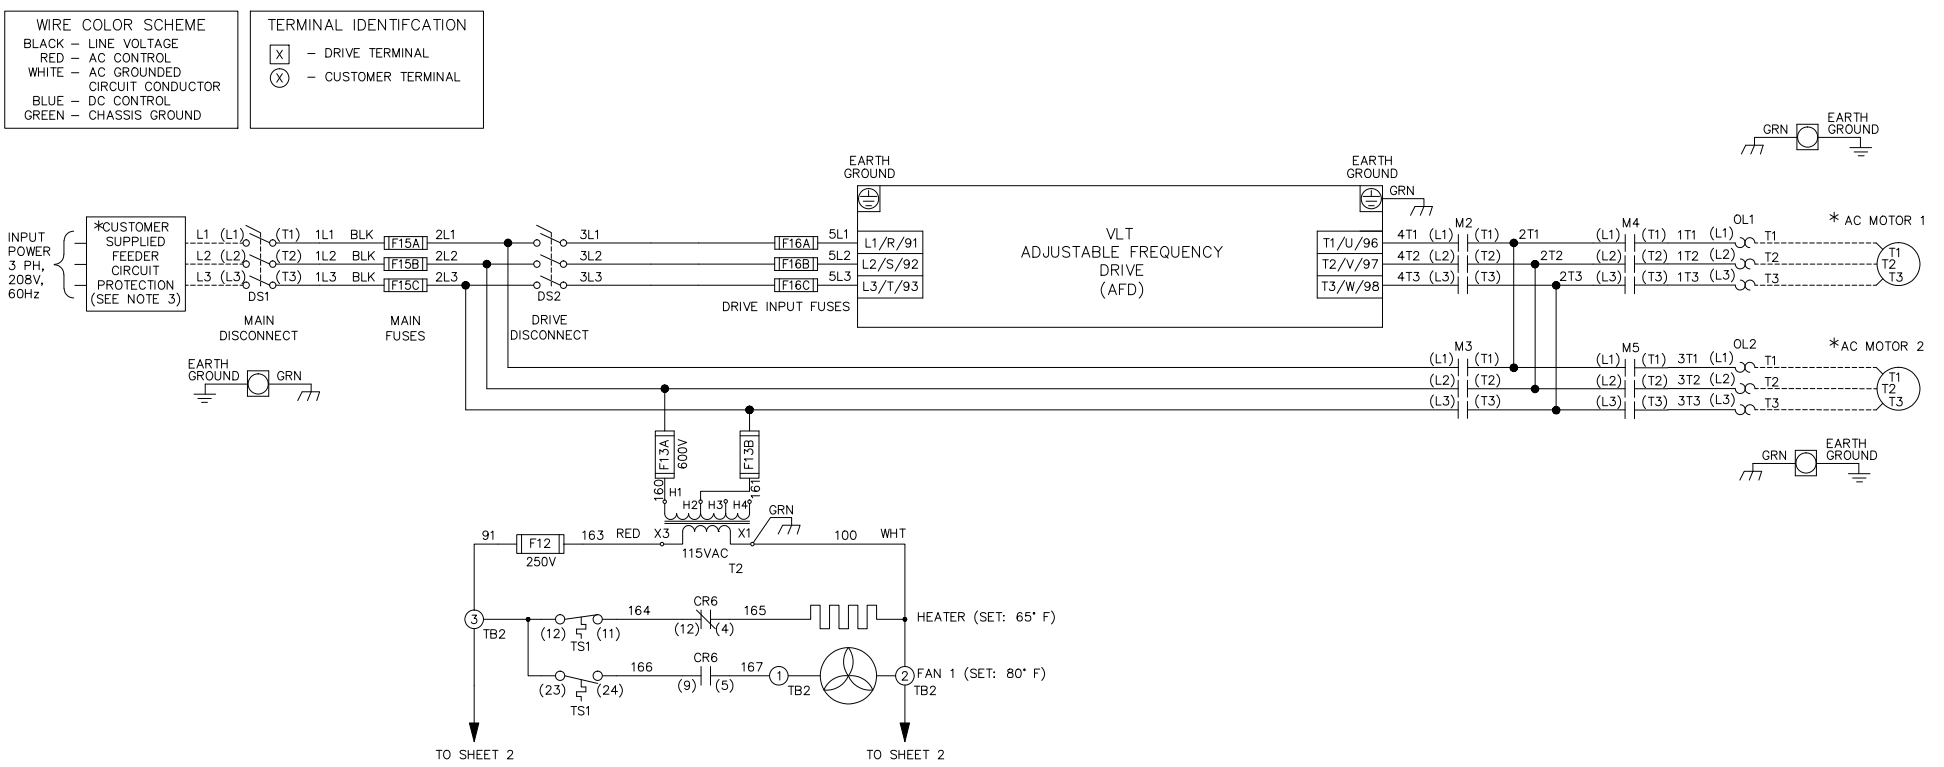 WIRE COLOR SCHEME
BLACK – LINE VOLTAGE
RED – AC CONTROL
WHITE – AC GROUNDED
CIRCUIT CONDUCTOR
BLUE – DC CONTROL
GREEN – CHASSIS GROUND
TERMINAL IDENTIFCATION
X – DRIVE TERMINAL
X – CUSTOMER TERMINAL
GRN
EARTH
GROUND
EARTH
GROUND
EARTH
GROUND
GRN
INPUT
POWER
3 PH,
208V,
60Hz
*CUSTOMER
SUPPLIED
FEEDER
CIRCUIT
PROTECTION
(SEE NOTE 3)
L1 (L1) (T1) 1L1 BLK F15A 2L1 3L1 F16A 5L1 L1/R/91
L2 (L2) (T2) 1L2 BLK F15B 2L2 3L2 F16B 5L2 L2/S/92
L3 (L3) (T3) 1L3 BLK F15C 2L3 3L3 F16C 5L3 L3/T/93
DS1
MAIN
DISCONNECT
MAIN
FUSES
DS2
DRIVE
DISCONNECT
DRIVE INPUT FUSES
VLT
ADJUSTABLE FREQUENCY
DRIVE
(AFD)
M2 M4 OL1 * AC MOTOR 1
T1/U/96 4T1 (L1) (T1) 2T1 (L1) (T1) 1T1 (L1) T1
T2/V/97 4T2 (L2) (T2) 2T2 (L2) (T2) 1T2 (L2) T2
T3/W/98 4T3 (L3) (T3) 2T3 (L3) (T3) 1T3 (L3) T3
T1
T2
T3
M3 M5 OL2 *AC MOTOR 2
(L1) (T1) (L1) (T1) 3T1 (L1) T1
(L2) (T2) (L2) (T2) 3T2 (L2) T2
(L3) (T3) (L3) (T3) 3T3 (L3) T3
T1
T2
T3
EARTH
GROUND
GRN
GRN
EARTH
GROUND
F13A
600V
F13B
160
161
H1
H2 H3 H4
GRN
91 F12 163 RED X3 X1 100 WHT
250V
115VAC
T2
3
TB2
164 CR6 165
(12) (11) (12) (4)
TS1
HEATER (SET: 65° F)
166 CR6 167 1 2 FAN 1 (SET: 80° F)
(23) (24) (9) (5) TB2 TB2
TS1
TO SHEET 2
TO SHEET 2